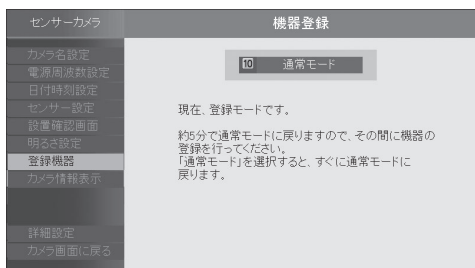 センサーカメラ
機器登録
カメラ名設定
電源周波数設定
日付時刻設定
センサー設定
設置確認画面
明るさ設定
登録機器
カメラ情報表示
詳細設定
カメラ画面に戻る
10 通常モード
現在、登録モードです。
約5分で通常モードに戻りますので、その間に機器の
登録を行ってください。
「通常モード」を選択すると、すぐに通常モードに
戻ります。